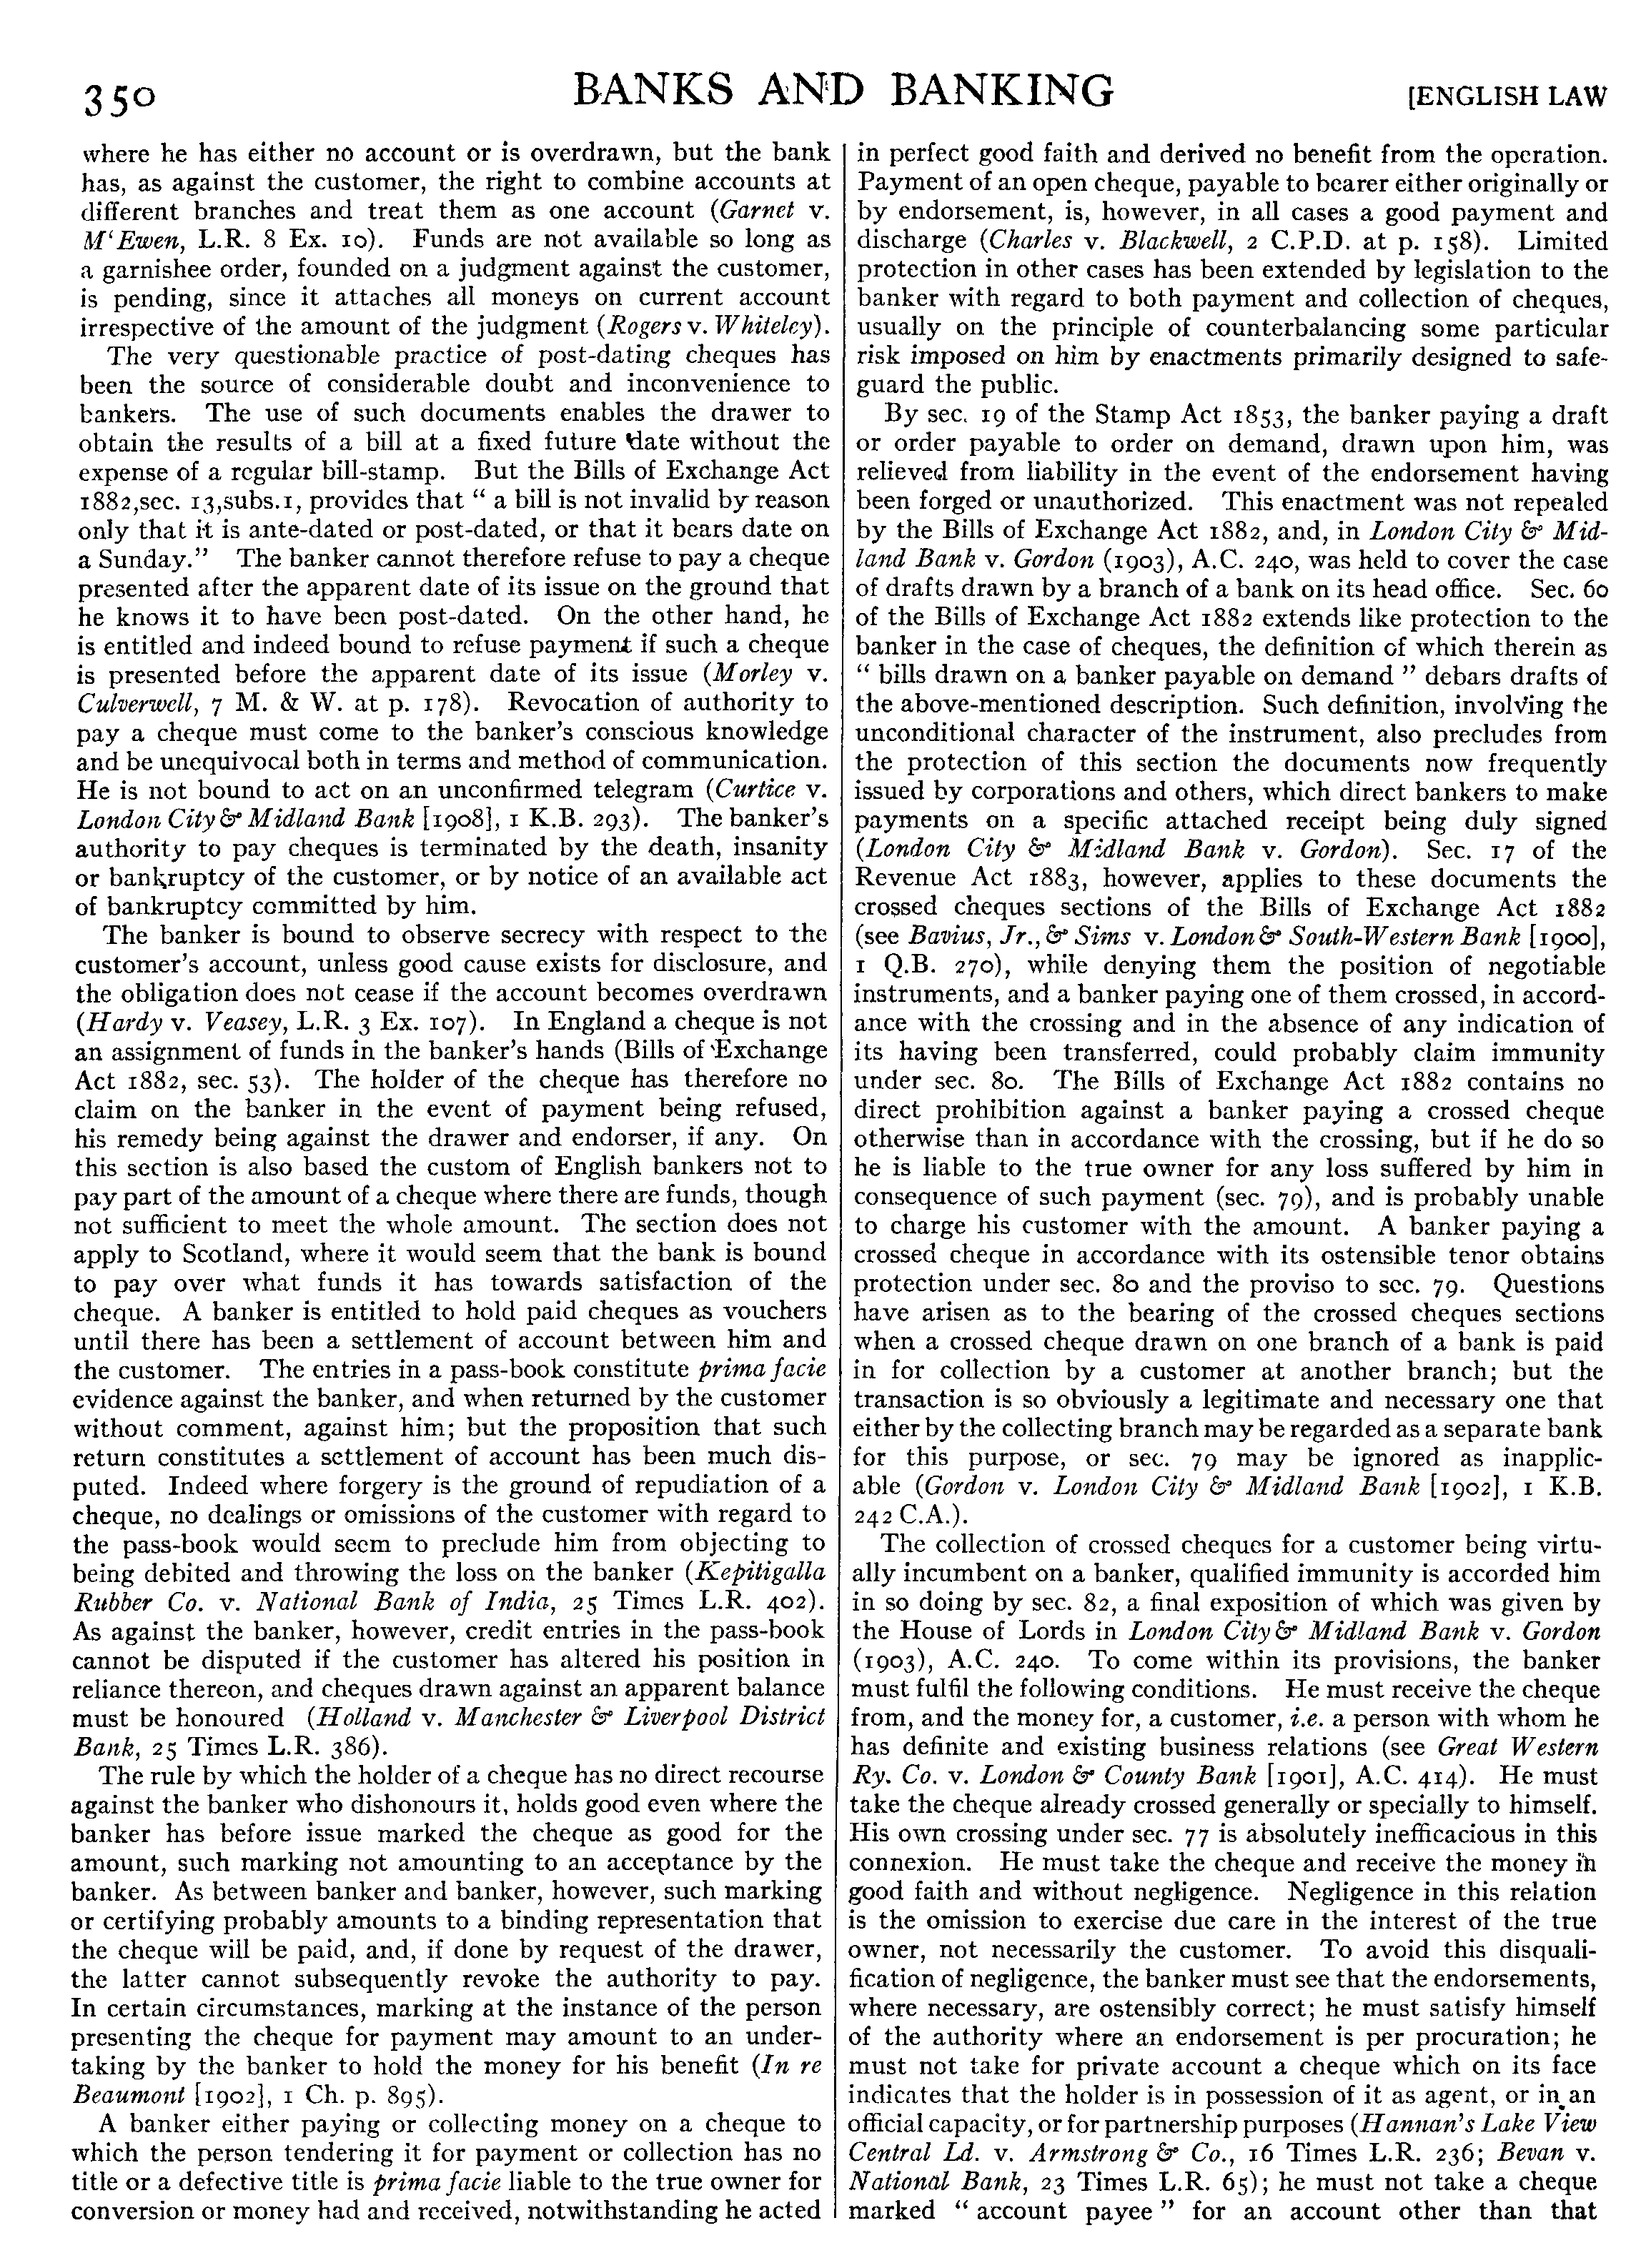 350
BANKS AND BANKING
[ENGLISH LAW
where he has either no account or is overdrawn, but the bank
has, as against the customer, the right to combine accounts at
different branches and treat them as one account (Garnet v.
M‘Ewen, L.R. 8 Ex. 10). Funds are not available so long as
a garnishee order, founded on a judgment against the customer,
is pending, since it attaches all moneys on current account
irrespective of the amount of the judgment (Rogers v. Whiteley).
The very questionable practice of post-dating cheques has
been the source of considerable doubt and inconvenience to
bankers. The use of such documents enables the drawer to
obtain the results of a bill at a fixed future date without the
expense of a regular bill-stamp. But the Bills of Exchange Act
1882, sec. 13, subs. 1, provides that “ a bill is not invalid by reason
only that it is ante-dated or post-dated, or that it bears date on
a Sunday.” The banker cannot therefore refuse to pay a cheque
presented after the apparent date of its issue on the ground that
he knows it to have been post-dated. On the other hand, he
is entitled and indeed bound to refuse payment if such a cheque
is presented before the apparent date of its issue (Morley v.
Culverwell, 7 M. & W. at p. 178). Revocation of authority to
pay a cheque must come to the banker’s conscious knowledge
and be unequivocal both in terms and method of communication.
He is not bound to act on an unconfirmed telegram (Curtice v.
London City & Midland Bank [1908], 1 K.B. 293). The banker’s
authority to pay cheques is terminated by the death, insanity
or bankruptcy of the customer, or by notice of an available act
of bankruptcy committed by him.
The banker is bound to observe secrecy with respect to the
customer’s account, unless good cause exists for disclosure, and
the obligation does not cease if the account becomes overdrawn
(Hardy v. Veasey, L.R. 3 Ex. 107). In England a cheque is not
an assignment of funds in the banker’s hands (Bills of Exchange
Act 1882, sec. 53). The holder of the cheque has therefore no
claim on the banker in the event of payment being refused,
his remedy being against the drawer and endorser, if any. On
this section is also based the custom of English bankers not to
pay part of the amount of a cheque where there are funds, though
not sufficient to meet the whole amount. The section does not
apply to Scotland, where it would seem that the bank is bound
to pay over what funds it has towards satisfaction of the
cheque. A banker is entitled to hold paid cheques as vouchers
until there has been a settlement of account between him and
the customer. The entries in a pass-book constitute prima facie
evidence against the banker, and when returned by the customer
without comment, against him; but the proposition that such
return constitutes a settlement of account has been much dis-
puted. Indeed where forgery is the ground of repudiation of a
cheque, no dealings or omissions of the customer with regard to
the pass-book would seem to preclude him from objecting to
being debited and throwing the loss on the banker (Kepitigalla
Rubber Co. v. National Bank of India, 25 Times L.R. 402).
As against the banker, however, credit entries in the pass-book
cannot be disputed if the customer has altered his position in
reliance thereon, and cheques drawn against an apparent balance
must be honoured (Holland v. Manchester & Liverpool District
Bank, 25 Times L.R. 386).
The rule by which the holder of a cheque has no direct recourse
against the banker who dishonours it, holds good even where the
banker has before issue marked the cheque as good for the
amount, such marking not amounting to an acceptance by the
banker. As between banker and banker, however, such marking
or certifying probably amounts to a binding representation that
the cheque will be paid, and, if done by request of the drawer,
the latter cannot subsequently revoke the authority to pay.
In certain circumstances, marking at the instance of the person
presenting the cheque for payment may amount to an under-
taking by the banker to hold the money for his benefit (In re
Beaumont [1902], 1 Ch. p. 895).
A banker either paying or collecting money on a cheque to
which the person tendering it for payment or collection has no
title or a defective title is prima facie liable to the true owner for
conversion or money had and received, notwithstanding he acted
in perfect good faith and derived no benefit from the operation.
Payment of an open cheque, payable to bearer either originally or
by endorsement, is, however, in all cases a good payment and
discharge (Charles v. Blackwell, 2 C.P.D. at p. 158). Limited
protection in other cases has been extended by legislation to the
banker with regard to both payment and collection of cheques,
usually on the principle of counterbalancing some particular
risk imposed on him by enactments primarily designed to safe-
guard the public.
By sec. 19 of the Stamp Act 1853, the banker paying a draft
or order payable to order on demand, drawn upon him, was
relieved from liability in the event of the endorsement having
been forged or unauthorized. This enactment was not repealed
by the Bills of Exchange Act 1882, and, in London City & Mid-
land Bank v. Gordon (1903), A.C. 240, was held to cover the case
of drafts drawn by a branch of a bank on its head office. Sec. 60
of the Bills of Exchange Act 1882 extends like protection to the
banker in the case of cheques, the definition of which therein as
“ bills drawn on a banker payable on demand ” debars drafts of
the above-mentioned description. Such definition, involving the
unconditional character of the instrument, also precludes from
the protection of this section the documents now frequently
issued by corporations and others, which direct bankers to make
payments on a specific attached receipt being duly signed
(London City & Midland Bank v. Gordon). Sec. 17 of the
Revenue Act 1883, however, applies to these documents the
crossed cheques sections of the Bills of Exchange Act 1882
(see Bavius, Jr., & Sims v. London & South-Western Bank [1900],
1 Q.B. 270), while denying them the position of negotiable
instruments, and a banker paying one of them crossed, in accord-
ance with the crossing and in the absence of any indication of
its having been transferred, could probably claim immunity
under sec. 80. The Bills of Exchange Act 1882 contains no
direct prohibition against a banker paying a crossed cheque
otherwise than in accordance with the crossing, but if he do so
he is liable to the true owner for any loss suffered by him in
consequence of such payment (sec. 79), and is probably unable
to charge his customer with the amount. A banker paying a
crossed cheque in accordance with its ostensible tenor obtains
protection under sec. 80 and the proviso to sec. 79. Questions
have arisen as to the bearing of the crossed cheques sections
when a crossed cheque drawn on one branch of a bank is paid
in for collection by a customer at another branch; but the
transaction is so obviously a legitimate and necessary one that
either by the collecting branch may be regarded as a separate bank
for this purpose, or sec. 79 may be ignored as inapplic-
able (Gordon v. London City & Midland Bank [1902], 1 K.B.
242 C.A.).
The collection of crossed cheques for a customer being virtu-
ally incumbent on a banker, qualified immunity is accorded him
in so doing by sec. 82, a final exposition of which was given by
the House of Lords in London City & Midland Bank v. Gordon
(1903), A.C. 240. To come within its provisions, the banker
must fulfil the following conditions. He must receive the cheque
from, and the money for, a customer, i.e. a person with whom he
has definite and existing business relations (see Great Western
Ry. Co. v. London & County Bank [1901], A.C. 414). He must
take the cheque already crossed generally or specially to himself.
His own crossing under sec. 77 is absolutely inefficacious in this
connexion. He must take the cheque and receive the money in
good faith and without negligence. Negligence in this relation
is the omission to exercise due care in the interest of the true
owner, not necessarily the customer. To avoid this disquali-
fication of negligence, the banker must see that the endorsements,
where necessary, are ostensibly correct; he must satisfy himself
of the authority where an endorsement is per procuration; he
must not take for private account a cheque which on its face
indicates that the holder is in possession of it as agent, or in an
official capacity, or for partnership purposes (Hannan’s Lake View
Central Ld. v. Armstrong & Co., 16 Times L.R. 236; Bevan v.
National Bank, 23 Times L.R. 65); he must not take a cheque
marked “ account payee ” for an account other than that